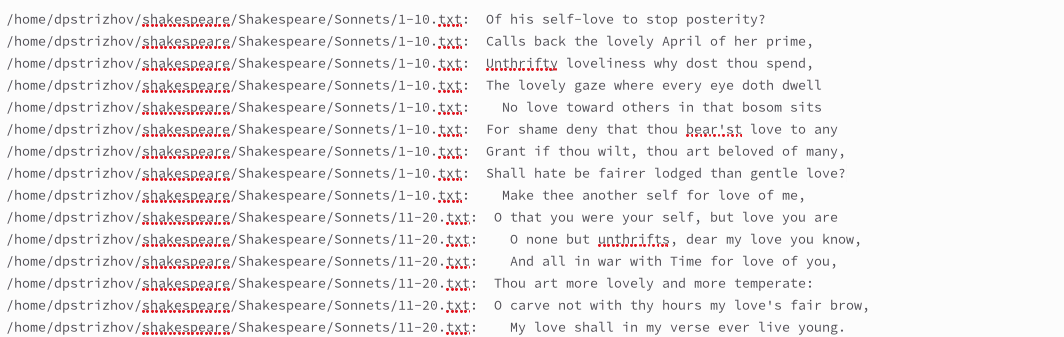 /home/dpstrizhov/shakespeare/Shakespeare/Sonnets/1-10.txt:  Of his self-love to stop posterity?
/home/dpstrizhov/shakespeare/Shakespeare/Sonnets/1-10.txt:  Calls back the lovely April of her prime,
/home/dpstrizhov/shakespeare/Shakespeare/Sonnets/1-10.txt:  Unthrifty loveliness why dost thou spend,
/home/dpstrizhov/shakespeare/Shakespeare/Sonnets/1-10.txt:  The lovely gaze where every eye doth dwell
/home/dpstrizhov/shakespeare/Shakespeare/Sonnets/1-10.txt:    No love toward others in that bosom sits
/home/dpstrizhov/shakespeare/Shakespeare/Sonnets/1-10.txt:  For shame deny that thou bear'st love to any
/home/dpstrizhov/shakespeare/Shakespeare/Sonnets/1-10.txt:  Grant if thou wilt, thou art beloved of many,
/home/dpstrizhov/shakespeare/Shakespeare/Sonnets/1-10.txt:  Shall hate be fairer lodged than gentle love?
/home/dpstrizhov/shakespeare/Shakespeare/Sonnets/1-10.txt:    Make thee another self for love of me,
/home/dpstrizhov/shakespeare/Shakespeare/Sonnets/11-20.txt:  O that you were your self, but love you are
/home/dpstrizhov/shakespeare/Shakespeare/Sonnets/11-20.txt:    O none but unthrifts, dear my love you know,
/home/dpstrizhov/shakespeare/Shakespeare/Sonnets/11-20.txt:    And all in war with Time for love of you,
/home/dpstrizhov/shakespeare/Shakespeare/Sonnets/11-20.txt:  Thou art more lovely and more temperate:
/home/dpstrizhov/shakespeare/Shakespeare/Sonnets/11-20.txt:  O carve not with thy hours my love's fair brow,
/home/dpstrizhov/shakespeare/Shakespeare/Sonnets/11-20.txt:    My love shall in my verse ever live young.